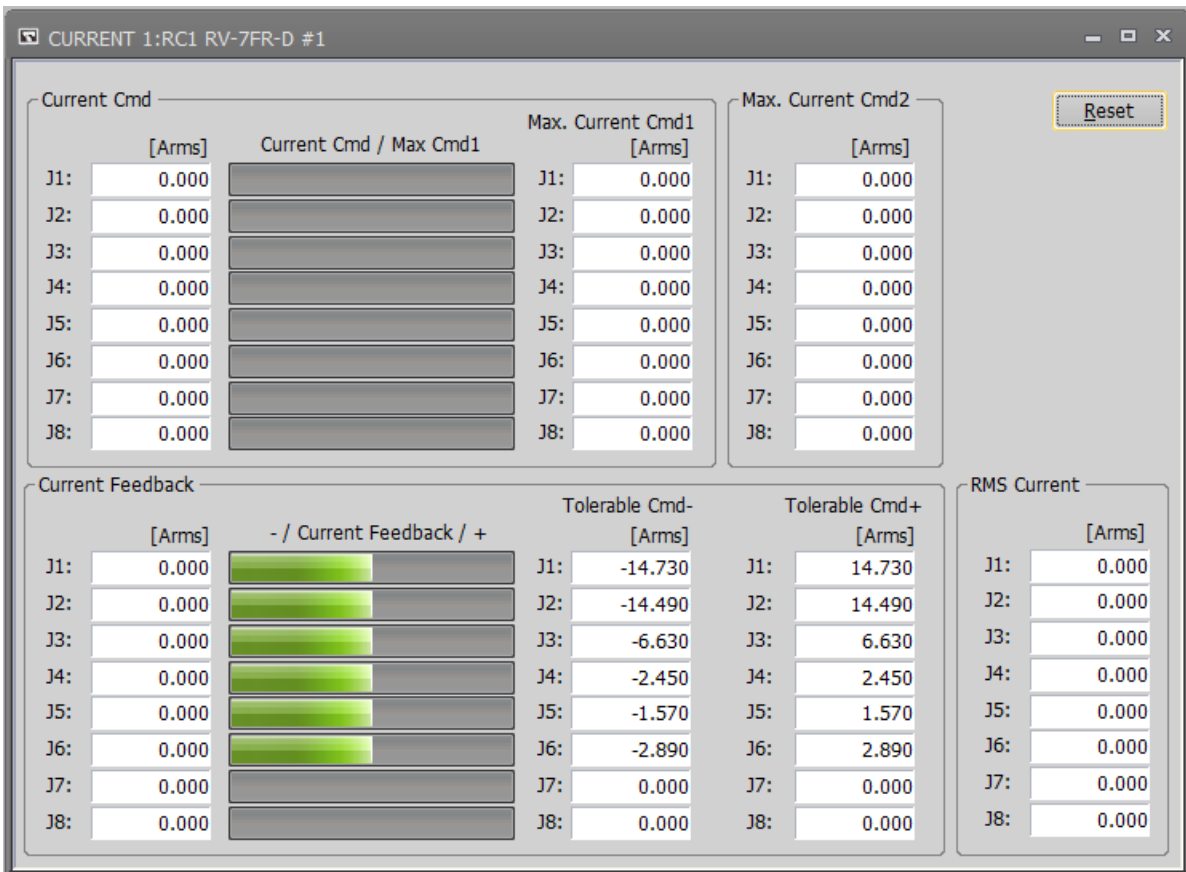 CURRENT 1:RC1 RV-7FR-D #1
Current Cmd
Max. Current Cmd2
Reset
Max. Current Cmd1
[Arms] Current Cmd / Max Cmd1 [Arms] [Arms]
J1: 0.000 J1: 0.000 J1: 0.000
J2: 0.000 J2: 0.000 J2: 0.000
J3: 0.000 J3: 0.000 J3: 0.000
J4: 0.000 J4: 0.000 J4: 0.000
J5: 0.000 J5: 0.000 J5: 0.000
J6: 0.000 J6: 0.000 J6: 0.000
J7: 0.000 J7: 0.000 J7: 0.000
J8: 0.000 J8: 0.000 J8: 0.000
Current Feedback RMS Current
Tolerable Cmd- Tolerable Cmd+
[Arms] - / Current Feedback / + [Arms] [Arms] [Arms]
J1: 0.000 J1: -14.730 J1: 14.730 J1: 0.000
J2: 0.000 J2: -14.490 J2: 14.490 J2: 0.000
J3: 0.000 J3: -6.630 J3: 6.630 J3: 0.000
J4: 0.000 J4: -2.450 J4: 2.450 J4: 0.000
J5: 0.000 J5: -1.570 J5: 1.570 J5: 0.000
J6: 0.000 J6: -2.890 J6: 2.890 J6: 0.000
J7: 0.000 J7: 0.000 J7: 0.000 J7: 0.000
J8: 0.000 J8: 0.000 J8: 0.000 J8: 0.000